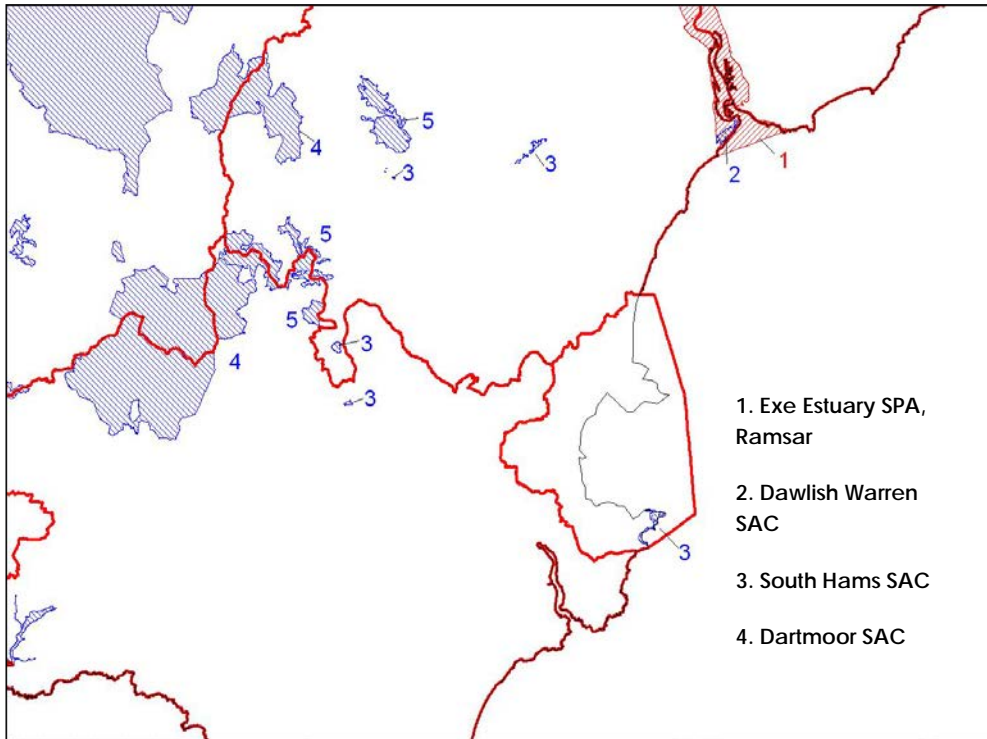 5
4
3
3
2
1
5
5
3
4
3
3
1. Exe Estuary SPA,
Ramsar
2. Dawlish Warren
SAC
3. South Hams SAC
4. Dartmoor SAC